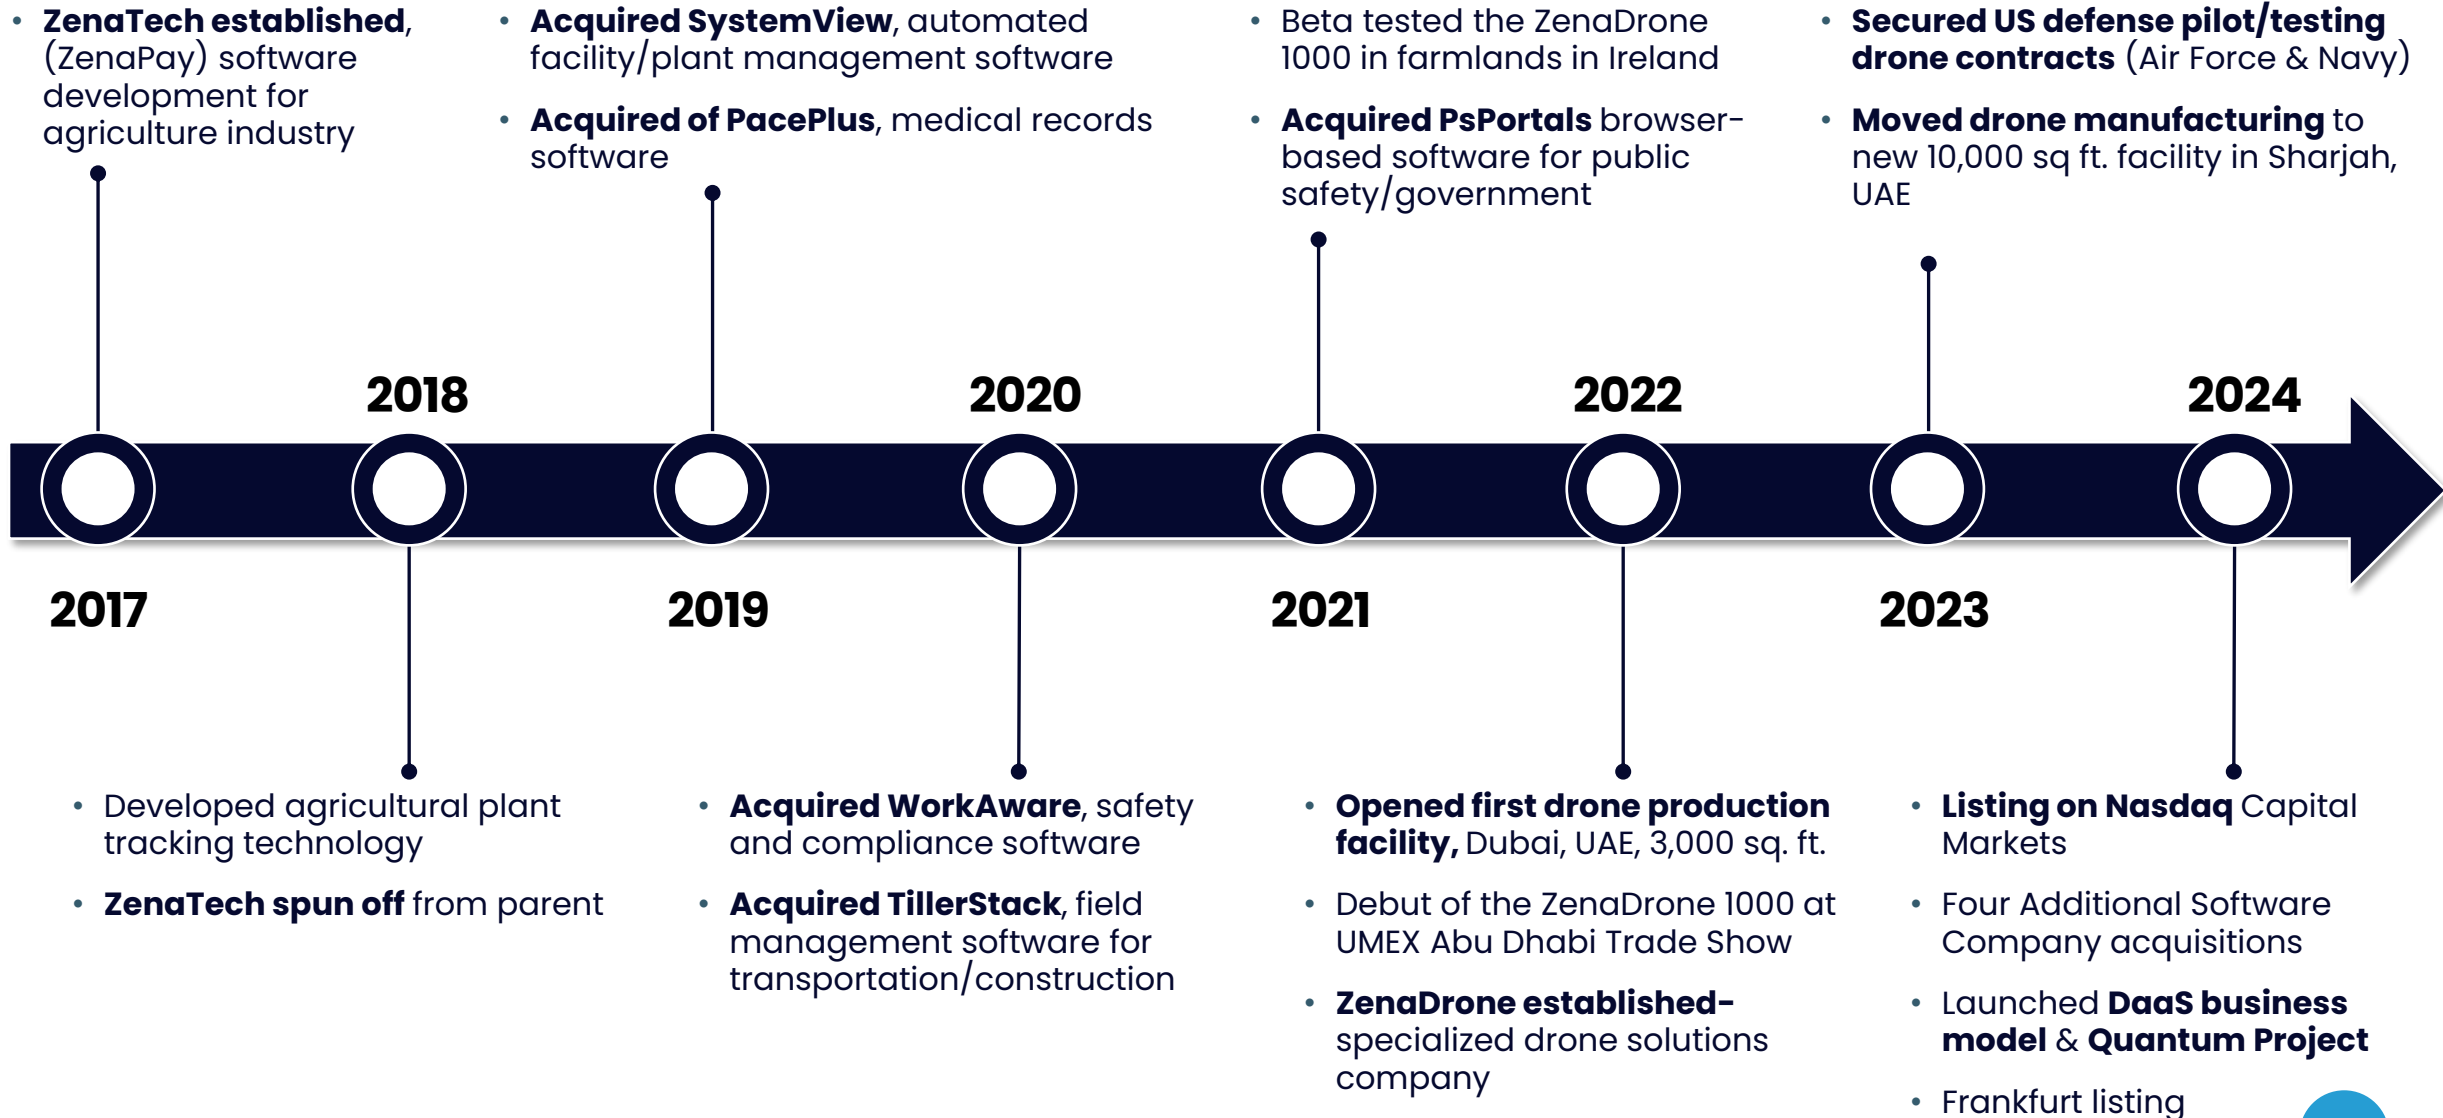 • ZenaTech established,
(ZenaPay) software
development for
agriculture industry
• Acquired SystemView, automated
facility/plant management software
• Acquired of PacePlus, medical records
software
• Beta tested the ZenaDrone
1000 in farmlands in Ireland
• Acquired PsPortals browser-
based software for public
safety/government
• Secured US defense pilot/testing
drone contracts (Air Force & Navy)
• Moved drone manufacturing to
new 10,000 sq ft. facility in Sharjah,
UAE
2018
2020
2022
2024
2017
2019
2021
2023
• Developed agricultural plant
tracking technology
• ZenaTech spun off from parent
• Acquired WorkAware, safety
and compliance software
• Acquired TillerStack, field
management software for
transportation/construction
• Opened first drone production
facility, Dubai, UAE, 3,000 sq. ft.
• Debut of the ZenaDrone 1000 at
UMEX Abu Dhabi Trade Show
• ZenaDrone established-
specialized drone solutions
company
• Listing on Nasdaq Capital
Markets
• Four Additional Software
Company acquisitions
• Launched DaaS business
model & Quantum Project
• Frankfurt listing